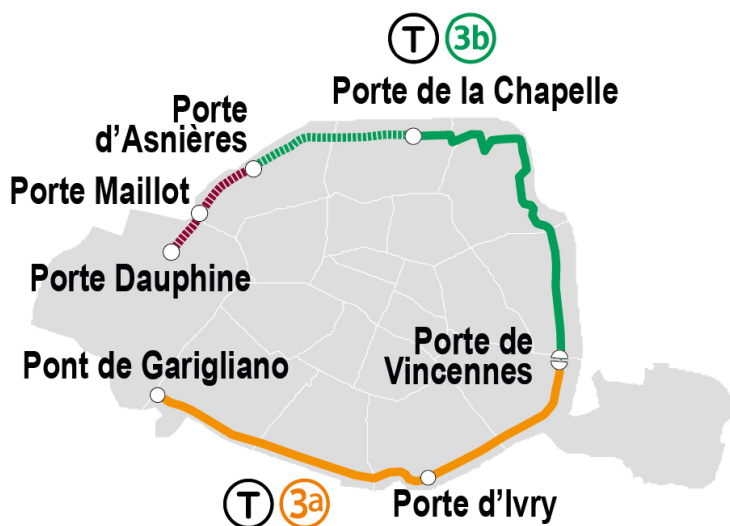 T 3b
Porte de la Chapelle
Porte
d’Asnières
Porte Maillot
Porte Dauphine
Pont de Garigliano
Porte de
Vincennes
Porte d’Ivry
T 3a